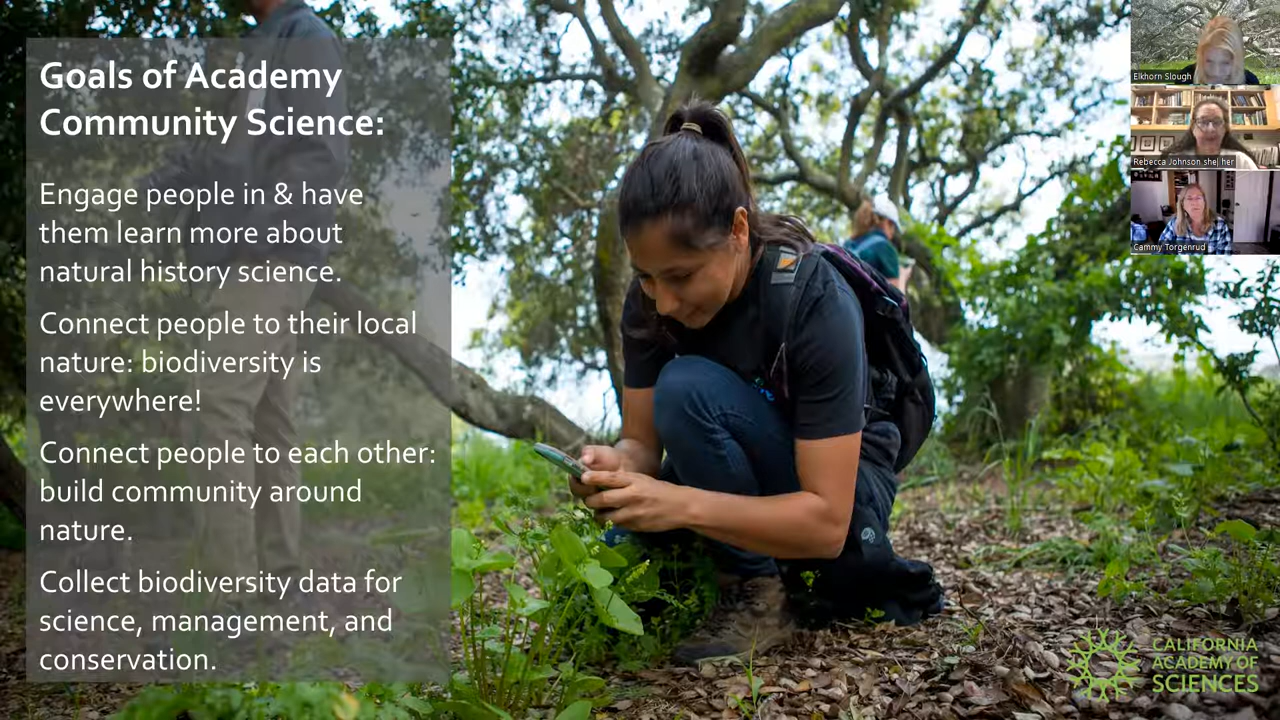 Goals of Academy
Community Science:
Engage people in & have
them learn more about
natural history science.
Connect people to their local
nature: biodiversity is
everywhere!
Connect people to each other:
build community around
nature.
Collect biodiversity data for
science, management, and
conservation.
Elkhorn Slough
Rebecca Johnson she| her
Cammy Torgenrud
CALIFORNIA
ACADEMY OF
SCIENCES